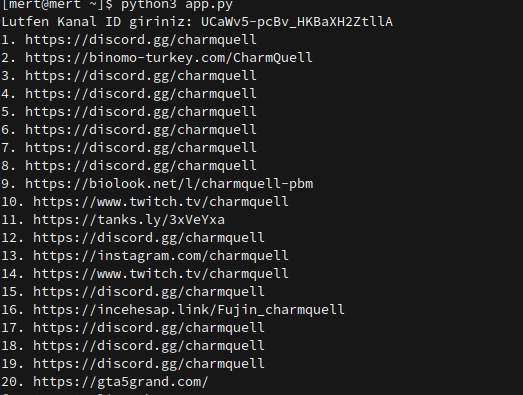 [mert@mert ~]$ python3 app.py
Lutfen Kanal ID giriniz: UCaWv5-pcBv_HKBaXH2ZtllA
1. https://discord.gg/charmquell
2. https://binomo-turkey.com/CharmQuell
3. https://discord.gg/charmquell
4. https://discord.gg/charmquell
5. https://discord.gg/charmquell
6. https://discord.gg/charmquell
7. https://discord.gg/charmquell
8. https://discord.gg/charmquell
9. https://biolook.net/l/charmquell-pbm
10. https://www.twitch.tv/charmquell
11. https://tanks.ly/3xVeYxa
12. https://discord.gg/charmquell
13. https://instagram.com/charmquell
14. https://www.twitch.tv/charmquell
15. https://discord.gg/charmquell
16. https://incehesap.link/Fujin_charmquell
17. https://discord.gg/charmquell
18. https://discord.gg/charmquell
19. https://discord.gg/charmquell
20. https://gta5grand.com/